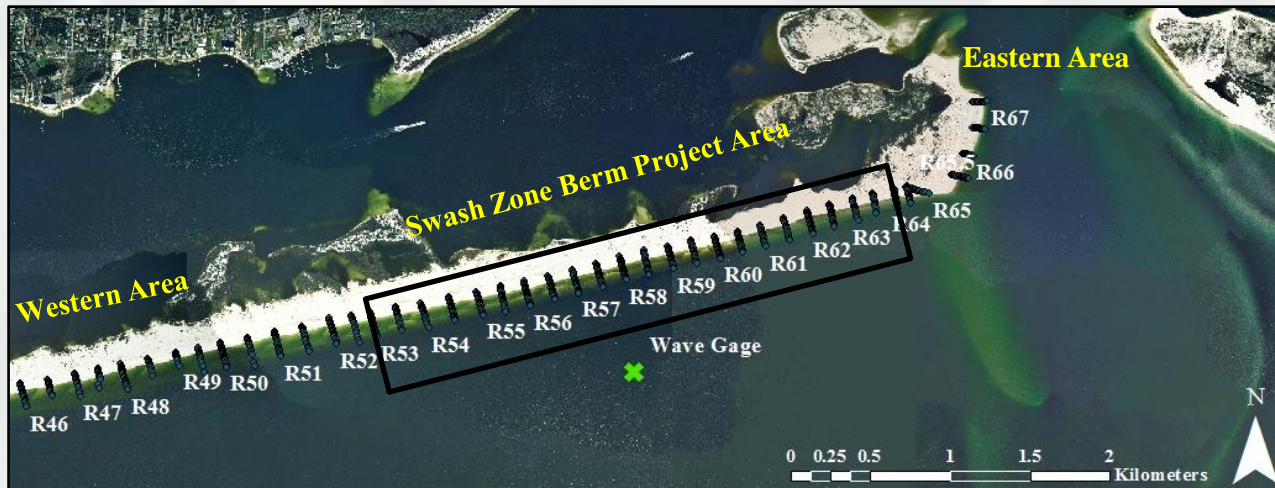 Eastern Area
Swash Zone Berm Project Area
Western Area
R46
R47
R48
R49
R50
R51
R52
R53
R54
R55
R56
R57
R58
R59
R60
R61
R62
R63
R64
R65
R65.5
R66
R67
Wave Gage
N
0 0.25 0.5 1 1.5 2
Kilometers